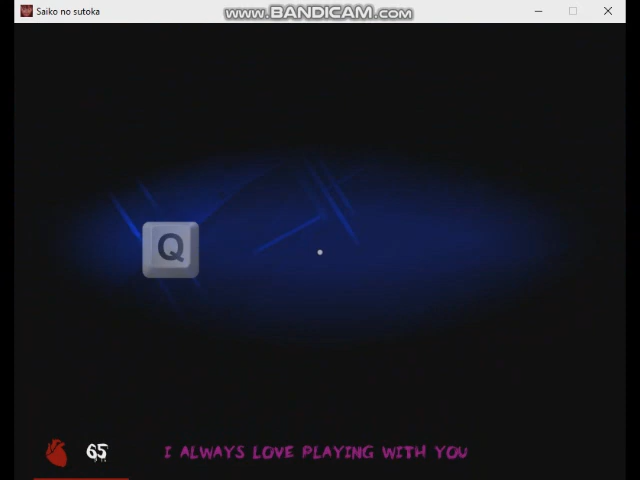 Saiko no sutoka
www.BANDICAM.com
Q
65
I ALWAYS LOVE PLAYING WITH YOU